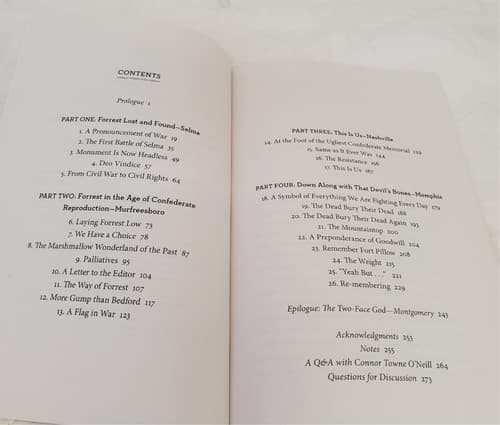 CONTENTS
Prologue 1
PART ONE: Forrest Lost and Found—Selma
1. A Pronouncement of War 19
2. The First Battle of Selma 35
3. Monument Is Now Headless 49
4. Deo Vindice 57
5. From Civil War to Civil Rights 64
PART TWO: Forrest in the Age of Confederate
Reproduction—Murfreesboro
6. Laying Forrest Low 73
7. We Have a Choice 78
8. The Marshmallow Wonderland of the Past 87
9. Palliatives 95
10. A Letter to the Editor 104
11. The Way of Forrest 107
12. More Gump than Bedford 117
13. A Flag in War 123
PART THREE: This Is Us—Nashville
14. At the Foot of the Ugliest Confederate Memorial 129
15. Same as It Ever Was 144
16. The Resistance 156
17. This Is Us 167
PART FOUR: Down Along with That Devil's Bones—Memphis
18. A Symbol of Everything We Are Fighting Every Day 179
19. The Dead Bury Their Dead 188
20. The Dead Bury Their Dead Again 193
21. The Mountaintop 200
22. A Preponderance of Goodwill 204
23. Remember Fort Pillow 208
24. The Weight 215
25. "Yeah But . . ." 221
26. Re-membering 229
Epilogue: The Two-Face God—Montgomery 243
Acknowledgments 253
Notes 255
A Q&A with Connor Towne O'Neill 264
Questions for Discussion 273